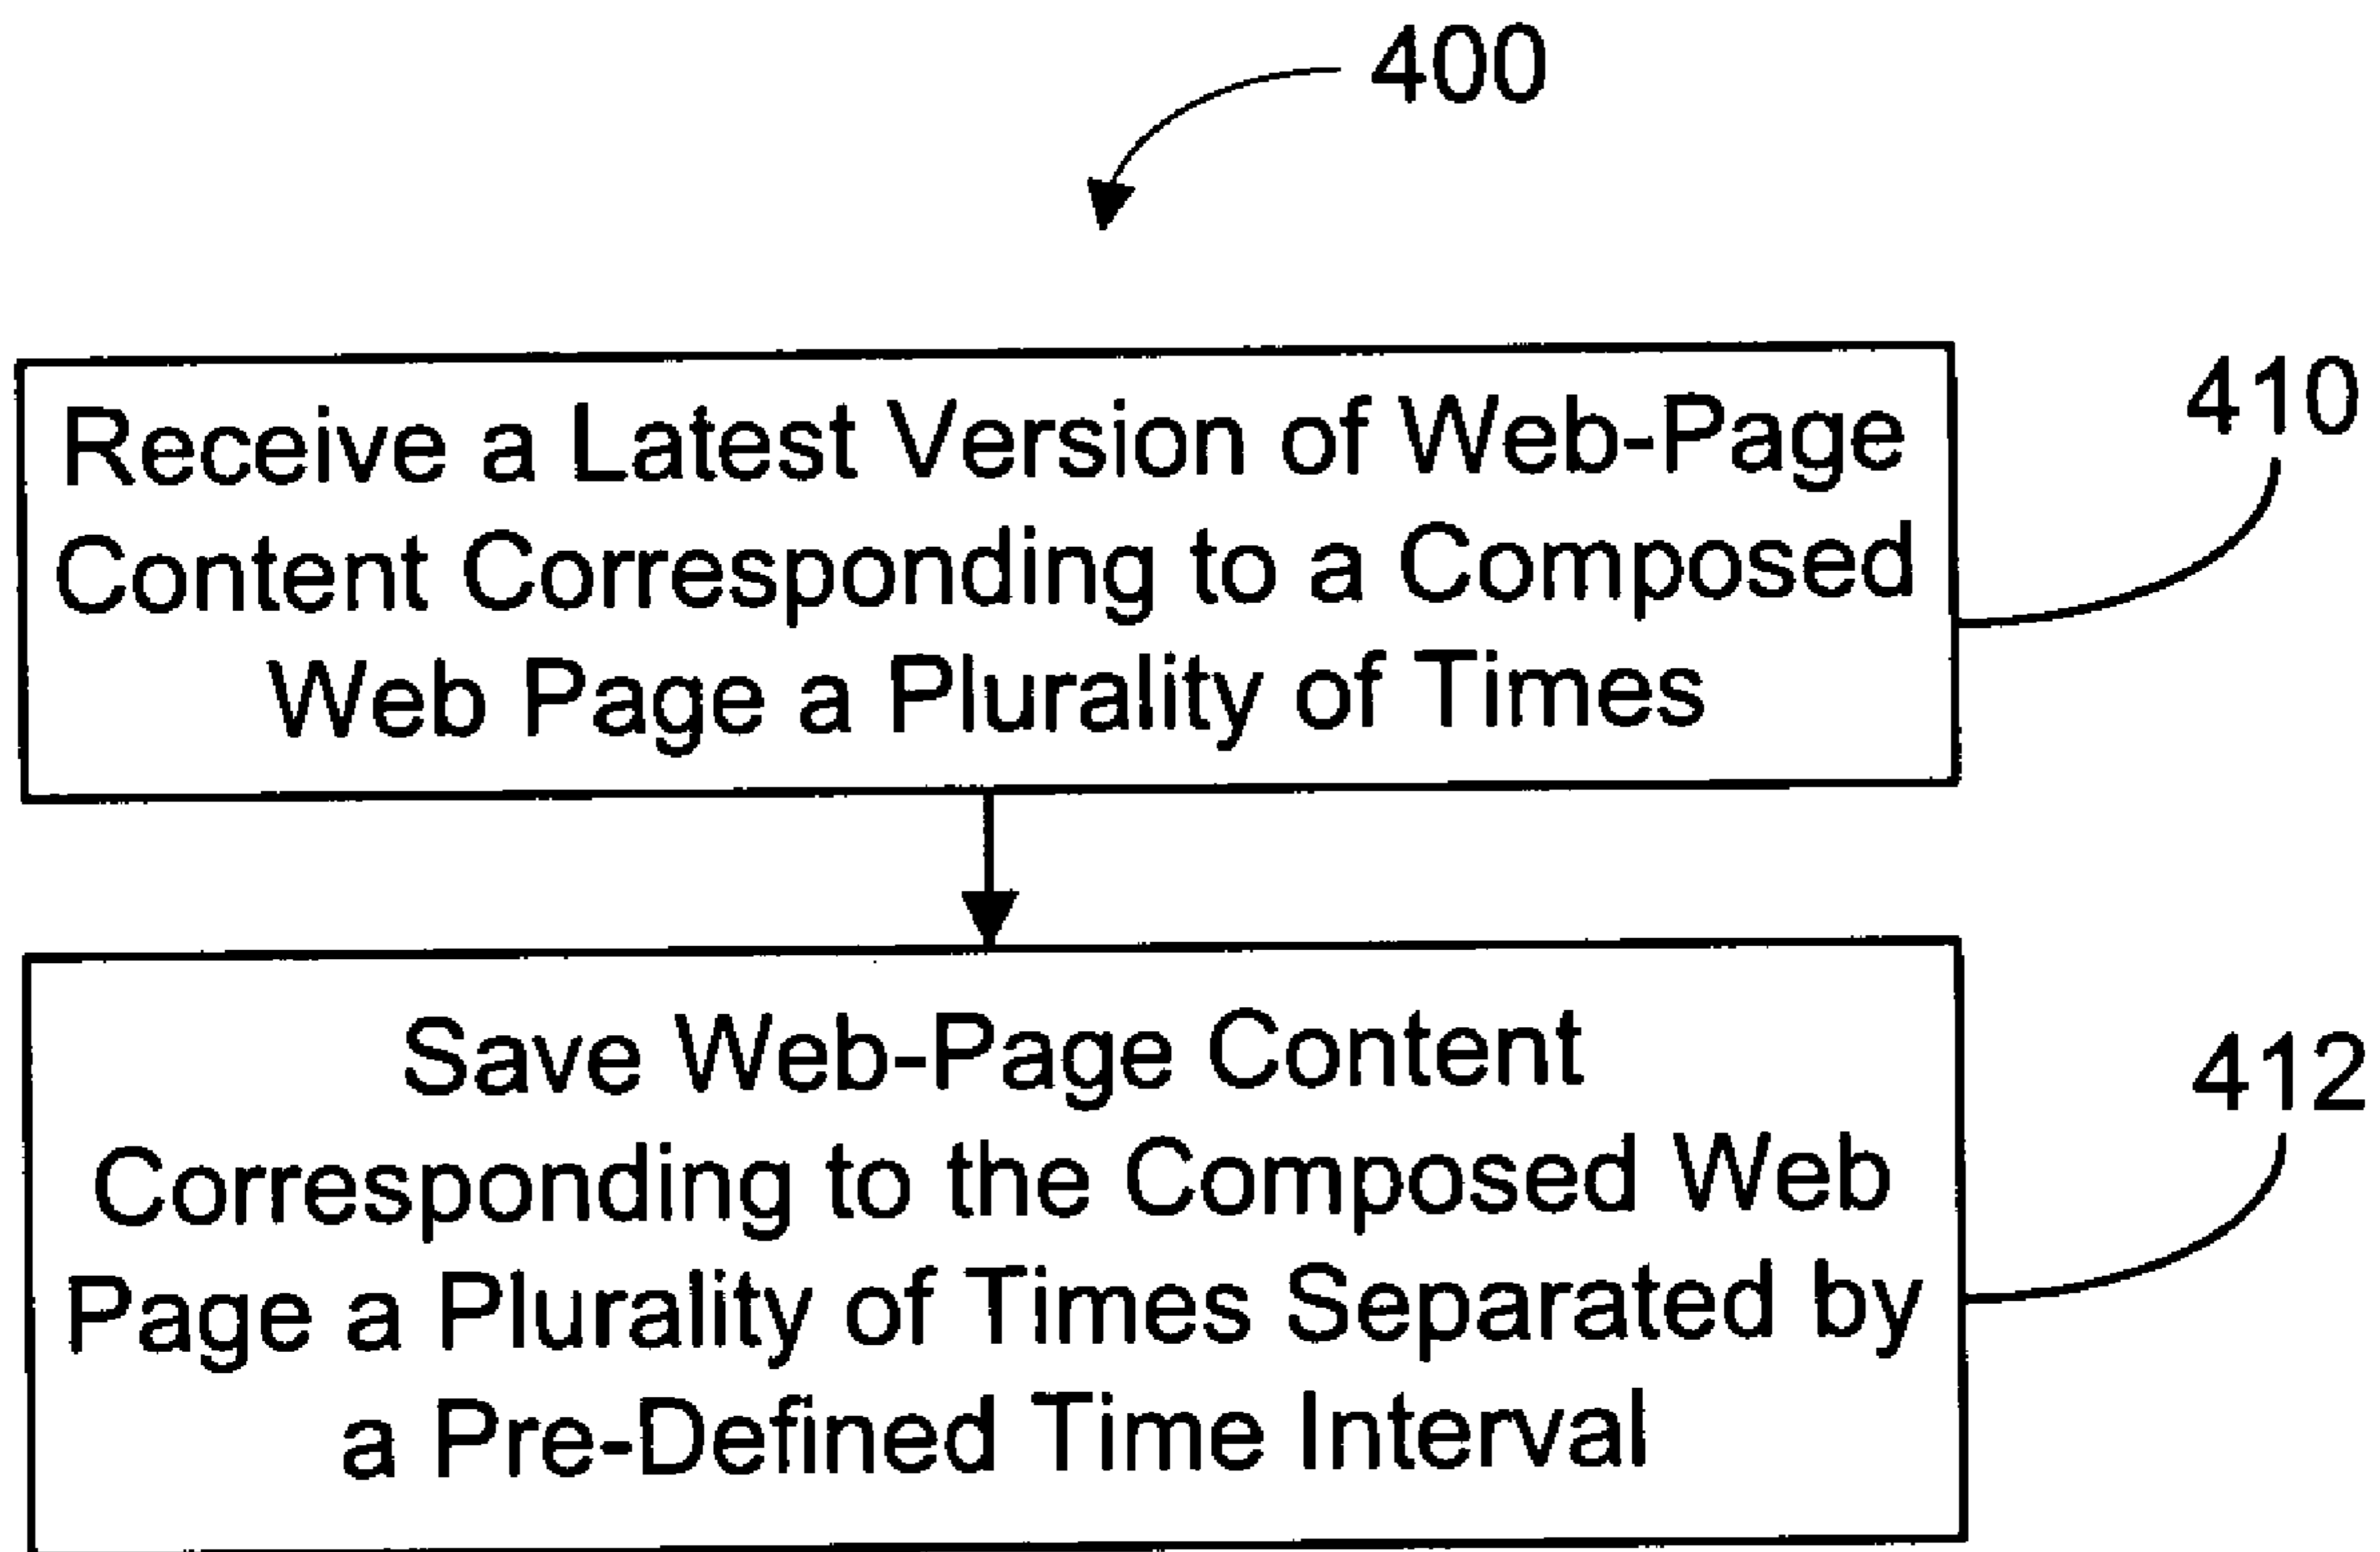 400
Receive a Latest Version of Web-Page
Content Corresponding to a Composed
Web Page a Plurality of Times
410
Save Web-Page Content
Corresponding to the Composed Web
Page a Plurality of Times Separated by
a Pre-Defined Time Interval
412